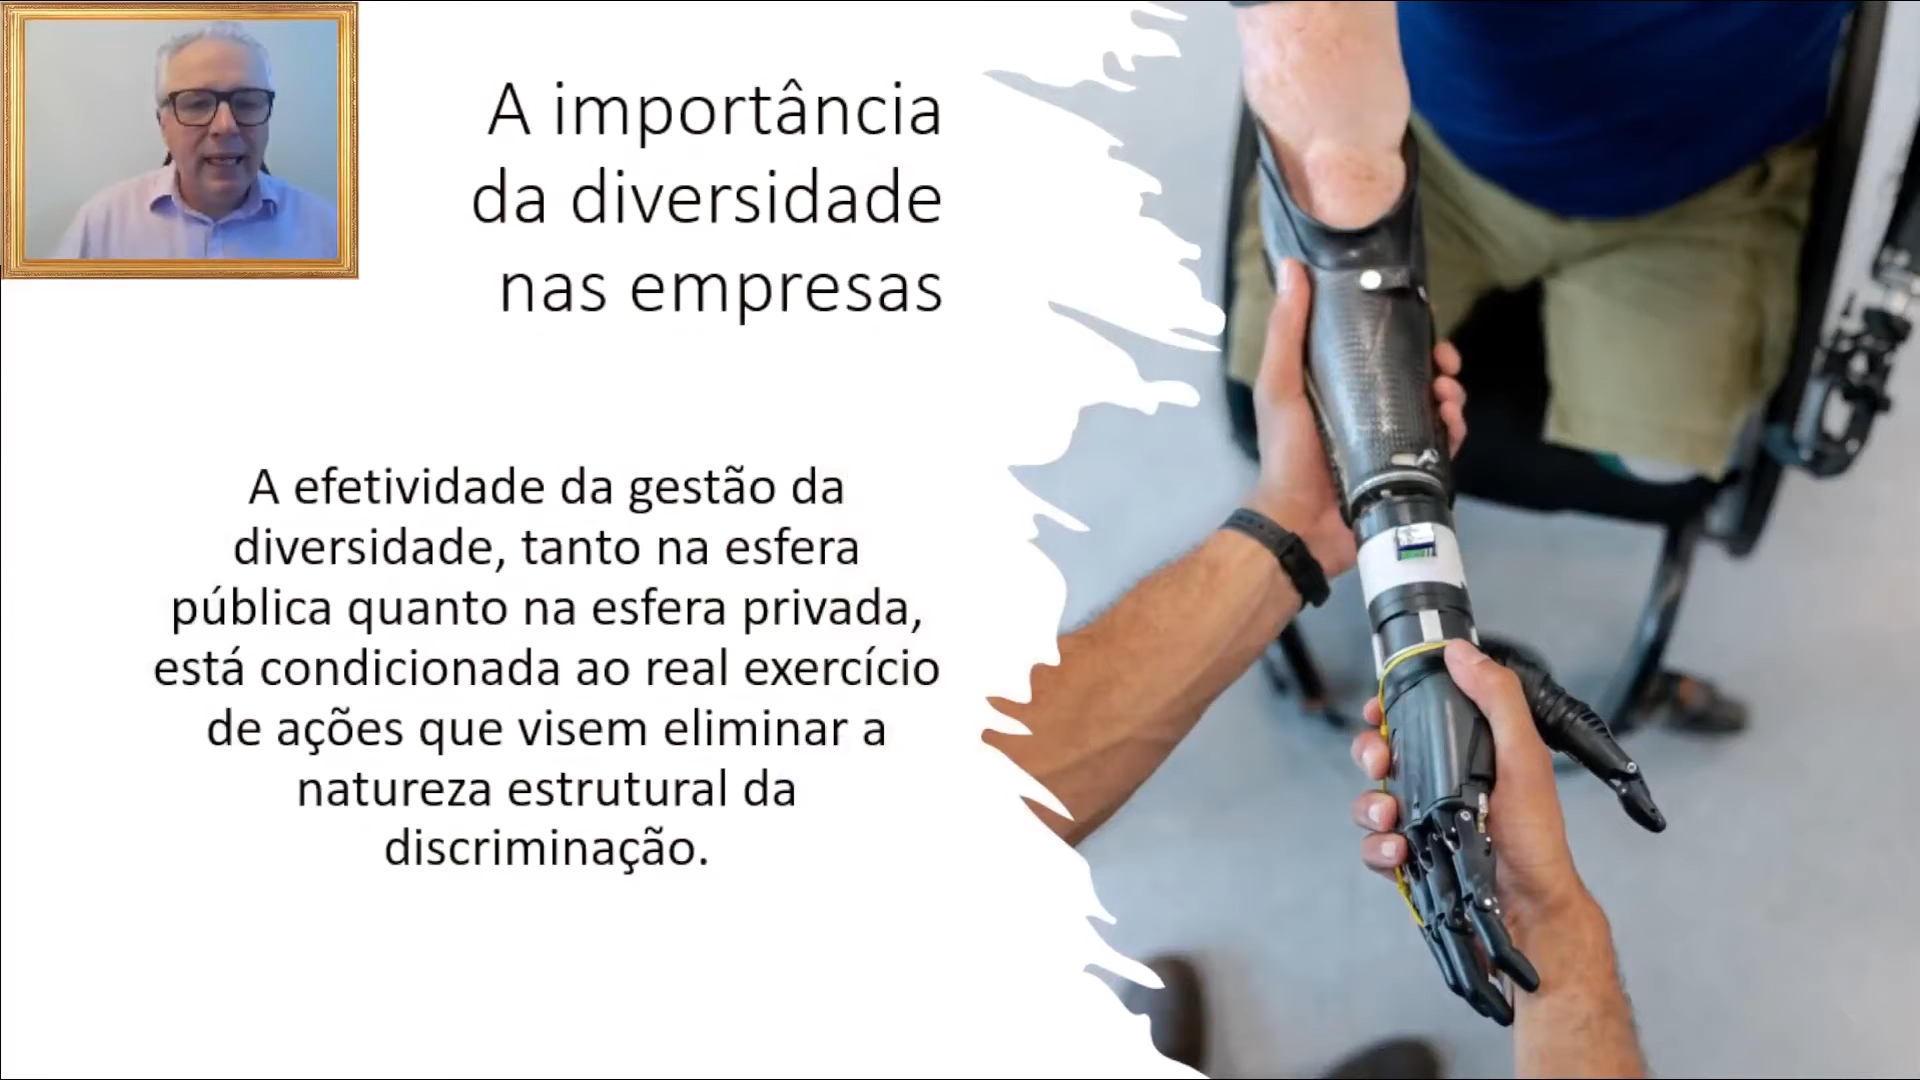 A importância
da diversidade
nas empresas
A efetividade da gestão da
diversidade, tanto na esfera
pública quanto na esfera privada,
está condicionada ao real exercício
de ações que visem eliminar a
natureza estrutural da
discriminação.